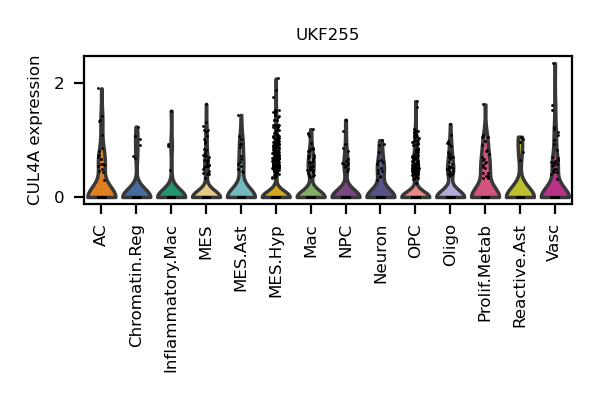 UKF255
CUL4A expression
2
0
AC
Chromatin.Reg
Inflammatory.Mac
MES
MES.Ast
MES.Hyp
Mac
NPC
Neuron
OPC
Oligo
Prolif.Metab
Reactive.Ast
Vasc